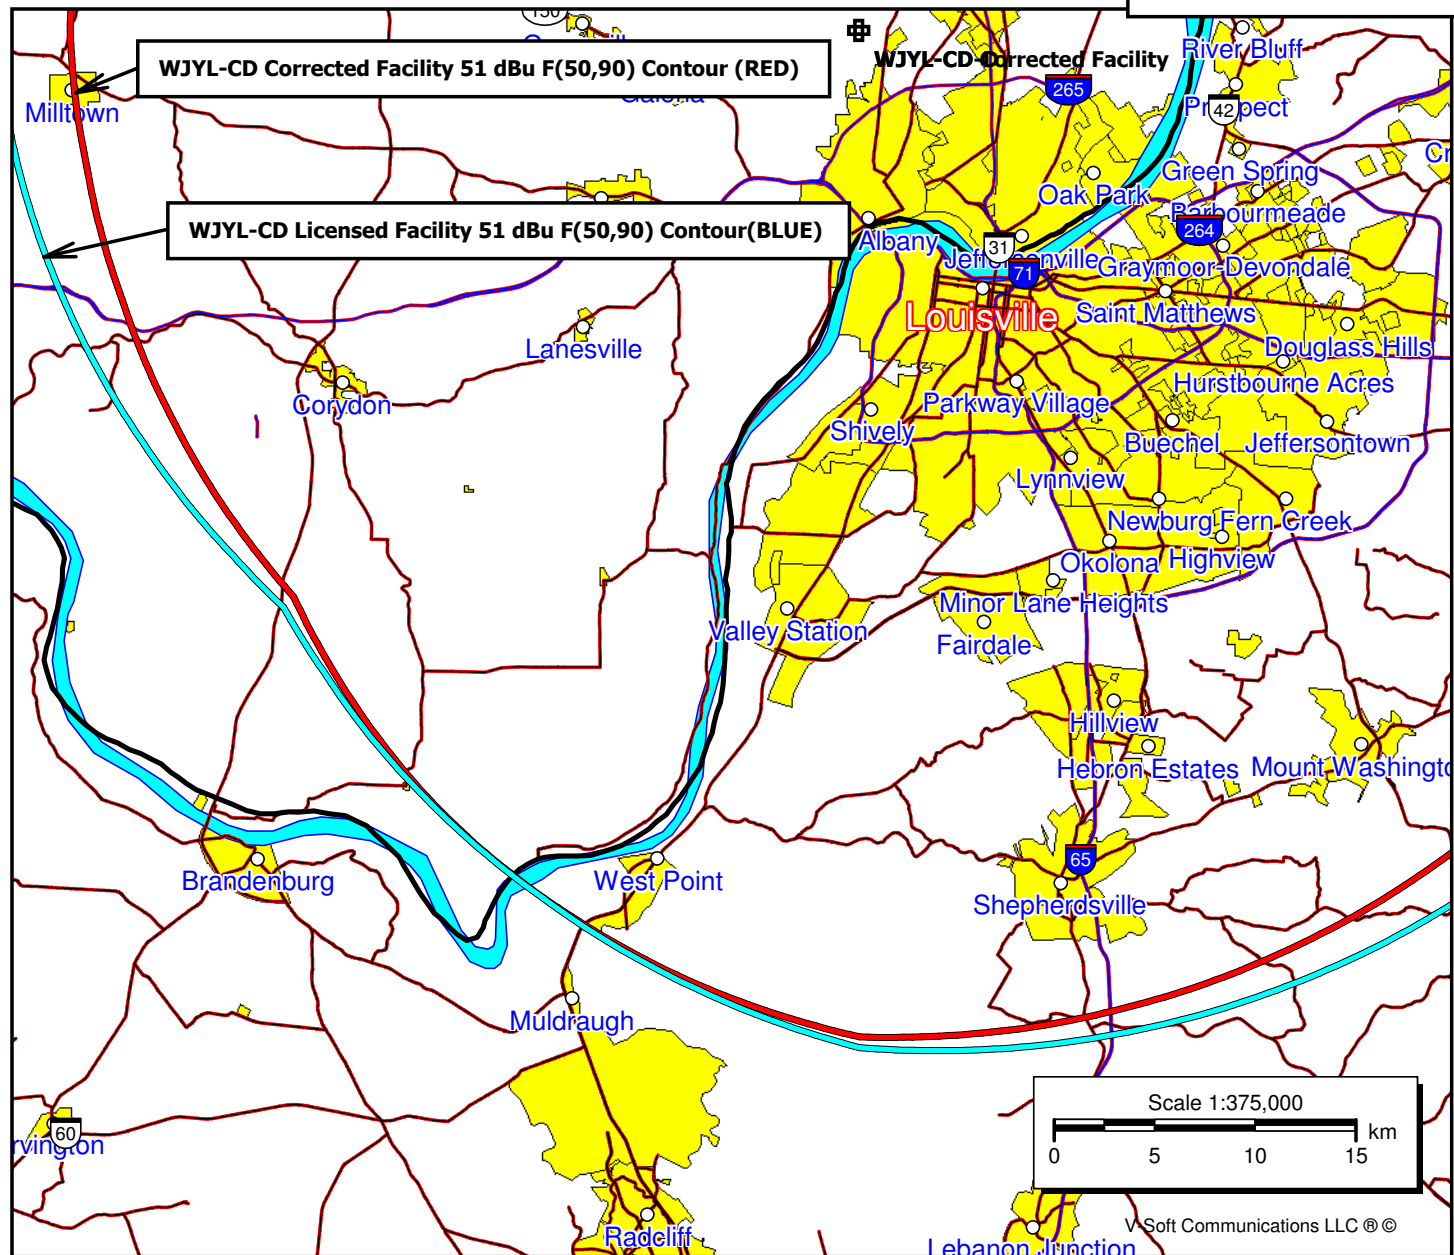 150
WJYL-CD Corrected Facility
River Bluff
WJYL-CD Corrected Facility 51 dBu F(50,90) Contour (RED)
265
Milltown
42
Oak Park
Green Spring
Barbourmeade
WJYL-CD Licensed Facility 51 dBu F(50,90) Contour(BLUE)
264
Albany
31
71
Graymoor-Devondale
Louisville
Saint Matthews
Lanesville
Douglass Hills
Corydon
Parkway Village
Hurstbourne Acres
Shively
Buechel
Jeffersontown
Lynnview
Newburg
Fern Creek
Okolona
Highview
Minor Lane Heights
Valley Station
Fairdale
Hillview
Hebron Estates
Mount Washingto
65
Brandenburg
West Point
Shepherdsville
Muldraugh
Scale 1:375,000
km
0 5 10 15
60
rvington
V-Soft Communications LLC ® ©
Radcliff
Lebanon Junction